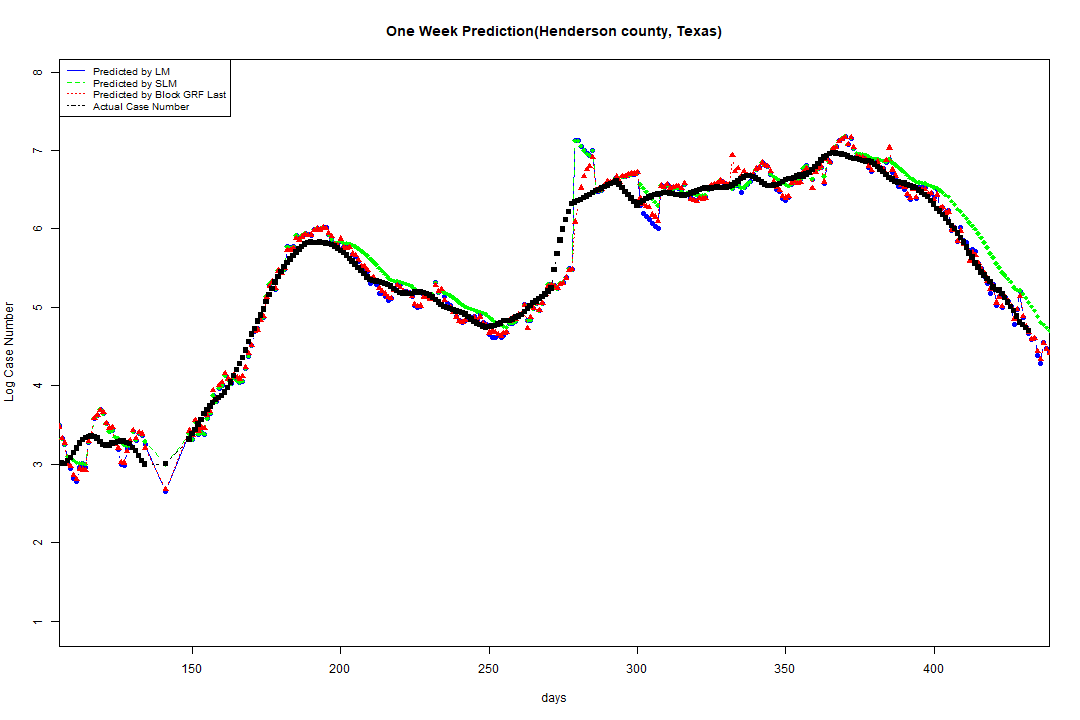 One Week Prediction(Henderson county, Texas)
Predicted by LM
Predicted by SLM
Predicted by Block GRF Last
Actual Case Number
8
7
6
5
4
3
2
1
Log Case Number
150 200 250 300 350 400
days